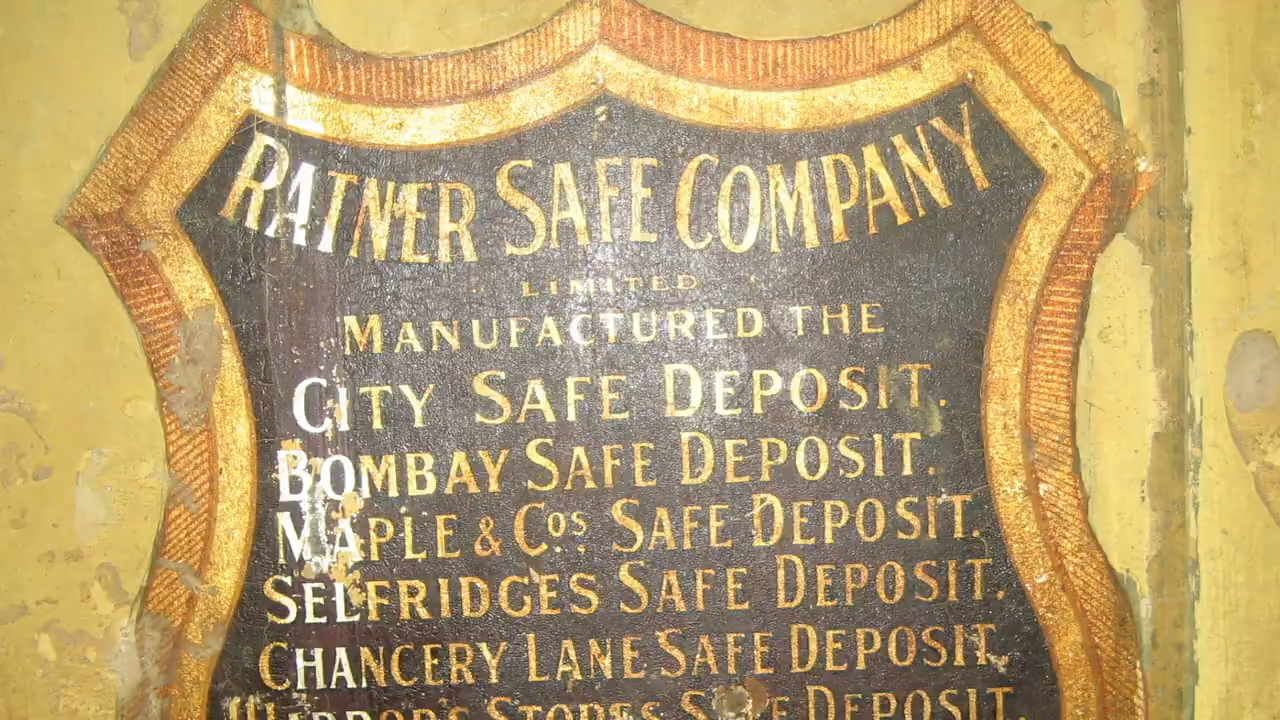 RATNER SAFE COMPANY
LIMITED
MANUFACTURED THE
CITY SAFE DEPOSIT.
BOMBAY SAFE DEPOSIT.
MAPLE & Cos SAFE DEPOSIT.
SELFRIDGES SAFE DEPOSIT.
CHANCERY LANE SAFE DEPOSIT.
STORES SAFE DEPOSIT.